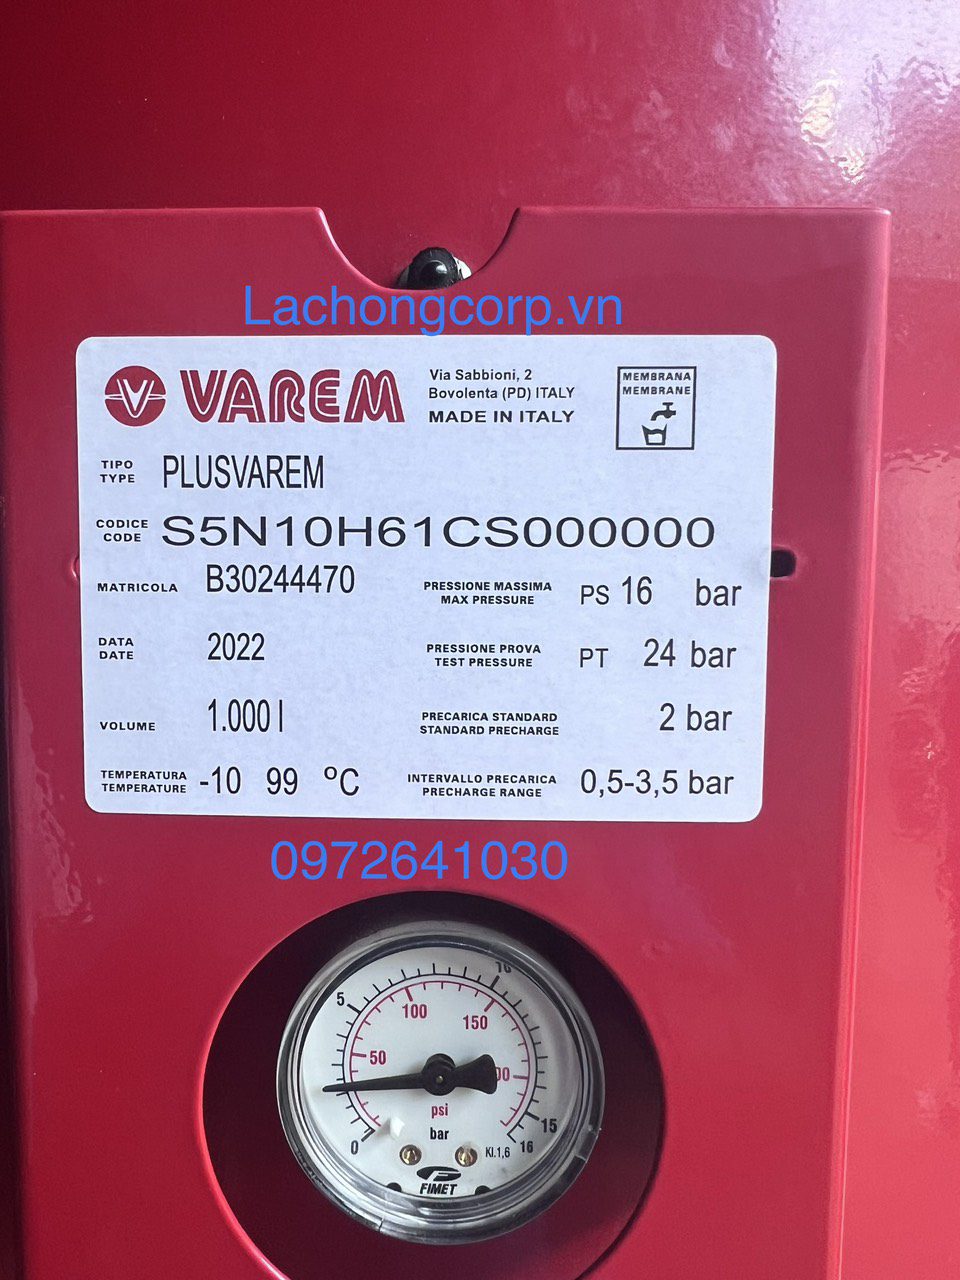 Lachongcorp.vn
VAREM
Via Sabbioni, 2
Bovolenta (PD) ITALY
MADE IN ITALY
MEMBRANA
MEMBRANE
TIPO
TYPE
PLUSVAREM
CODICE
CODE
S5N10H61CS000000
MATRICOLA B30244470
PRESSIONE MASSIMA
MAX PRESSURE
PS 16 bar
DATA
DATE
2022
PRESSIONE PROVA
TEST PRESSURE
PT 24 bar
VOLUME 1.000 l
PRECARICA STANDARD
STANDARD PRECHARGE
2 bar
TEMPERATURA
TEMPERATURE
-10 99 °C
INTERVALLO PRECARICA
PRECHARGE RANGE
0,5-3,5 bar
0972641030
10
5
100
150
50
psi
bar
0
15
16
Kl.1,6
FIMET